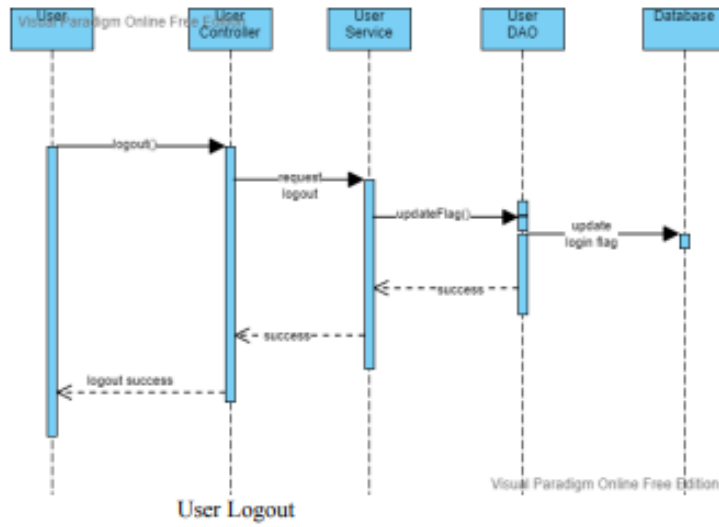 User
User
Controller
User
Service
User
DAO
Database
Visual Paradigm Online Free Edition
logout()
request
logout
updateFlag()
update
login flag
success
success
logout success
Visual Paradigm Online Free Edition
User Logout